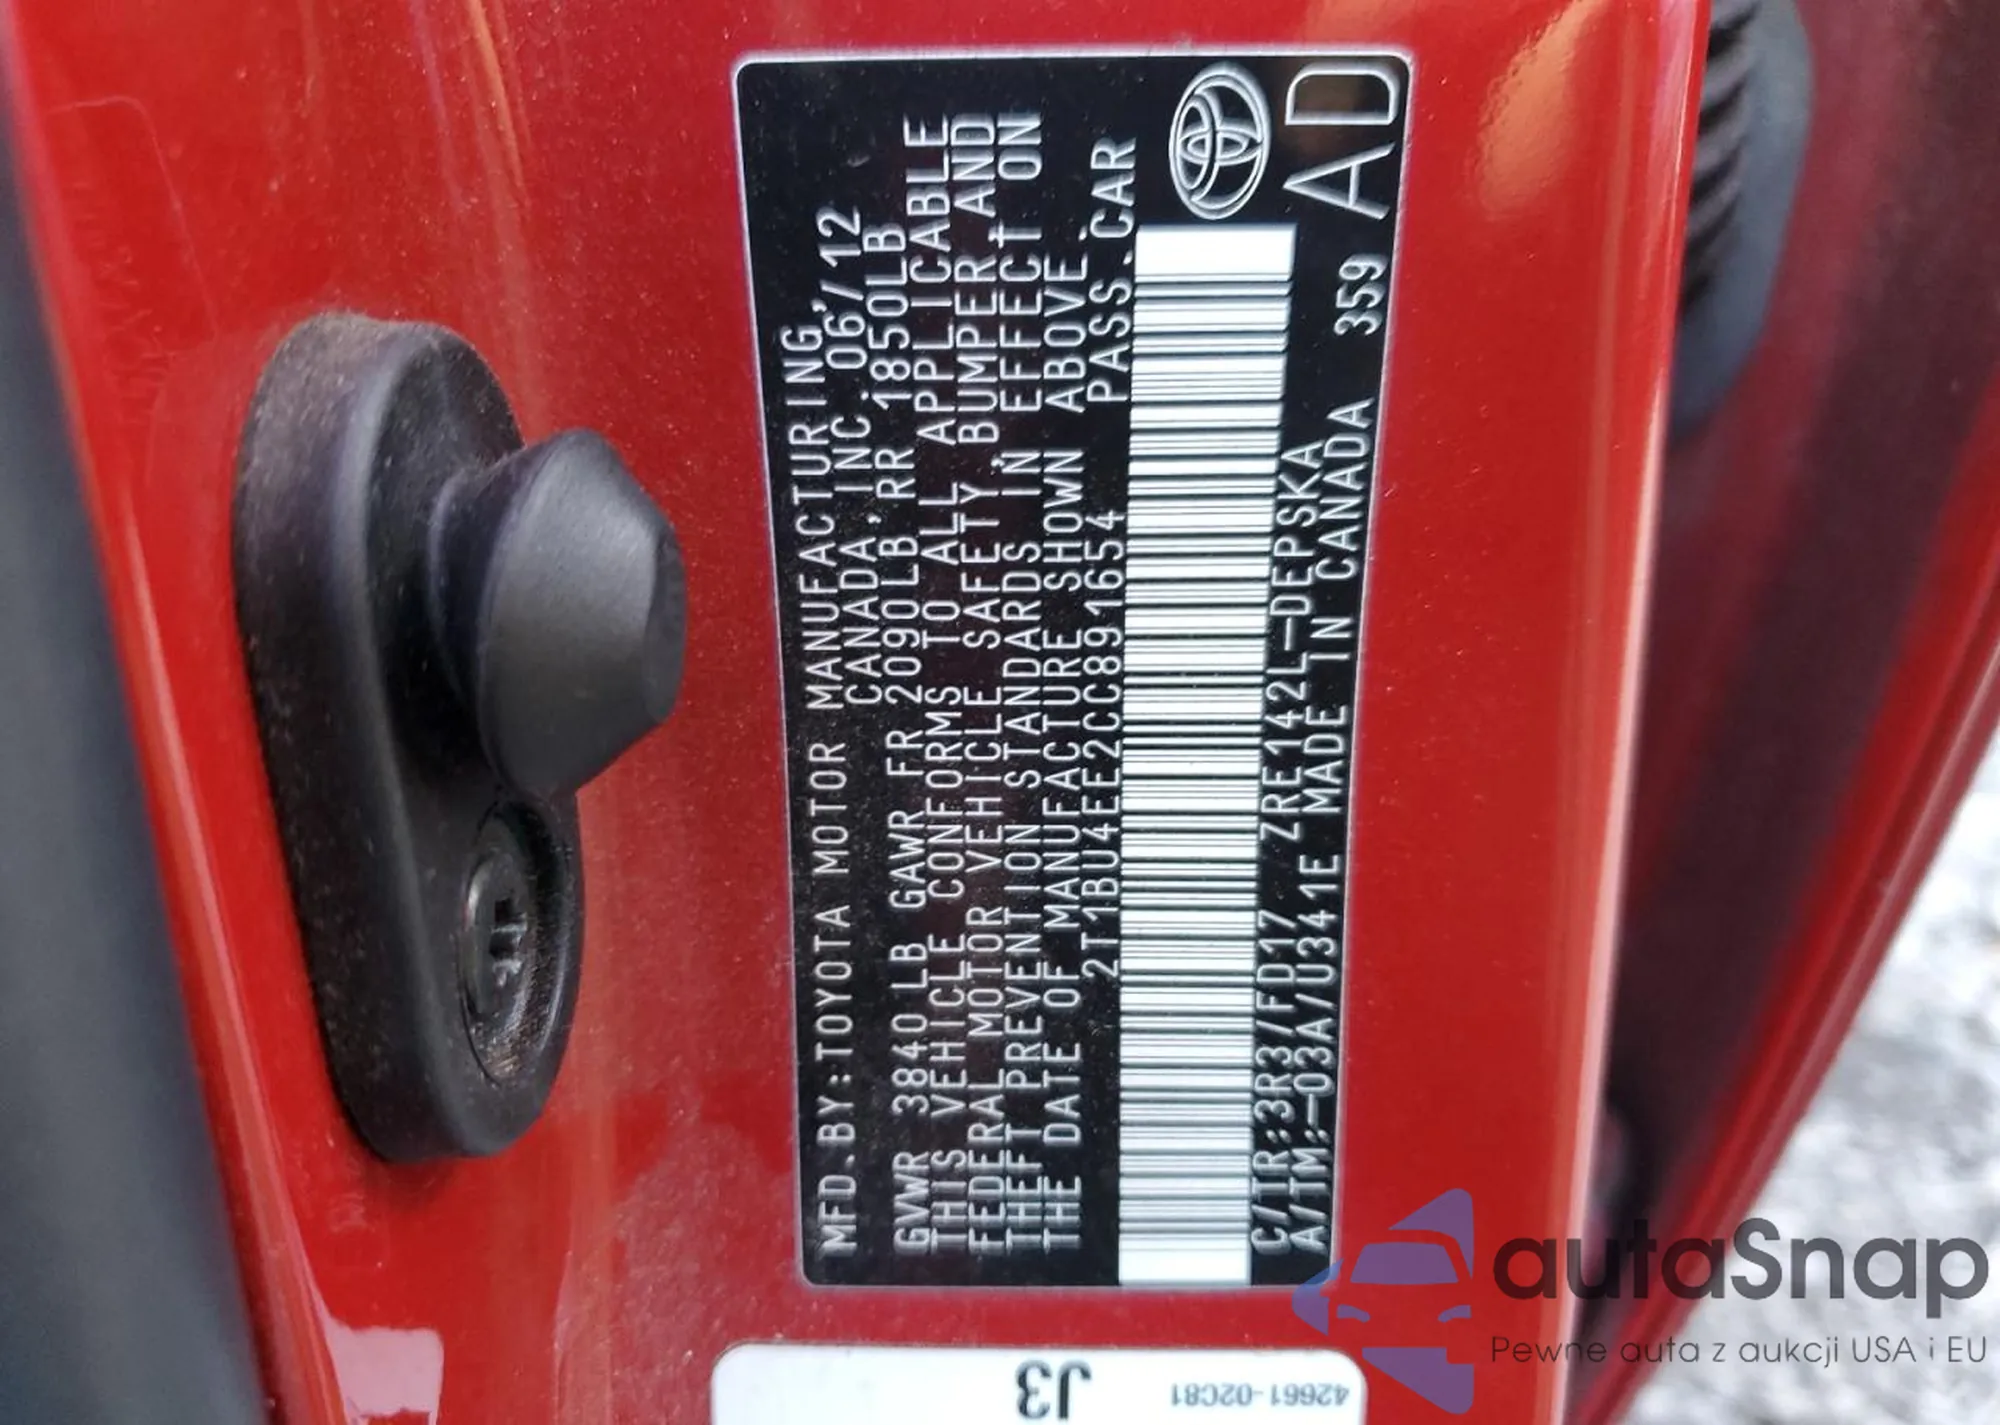 MFD.BY:TOYOTA MOTOR MANUFACTURING,
CANADA, INC. 06/12
GVWR 3840LB GAWR FR 2090LB, RR 1850LB
THIS VEHICLE CONFORMS TO ALL APPLICABLE
FEDERAL MOTOR VEHICLE SAFETY, BUMPER AND
THEFT PREVENTION STANDARDS IN EFFECT ON
THE DATE OF MANUFACTURE SHOWN ABOVE.
2T1BU4EE2CC891654 PASS.CAR
C/TR:3R3/FD17 ZRE142L-DEPSKA
A/TM:-03A/U341E MADE IN CANADA 359
AD
J3
42661-02C81
autaSnap
Pewne auta z aukcji USA i EU